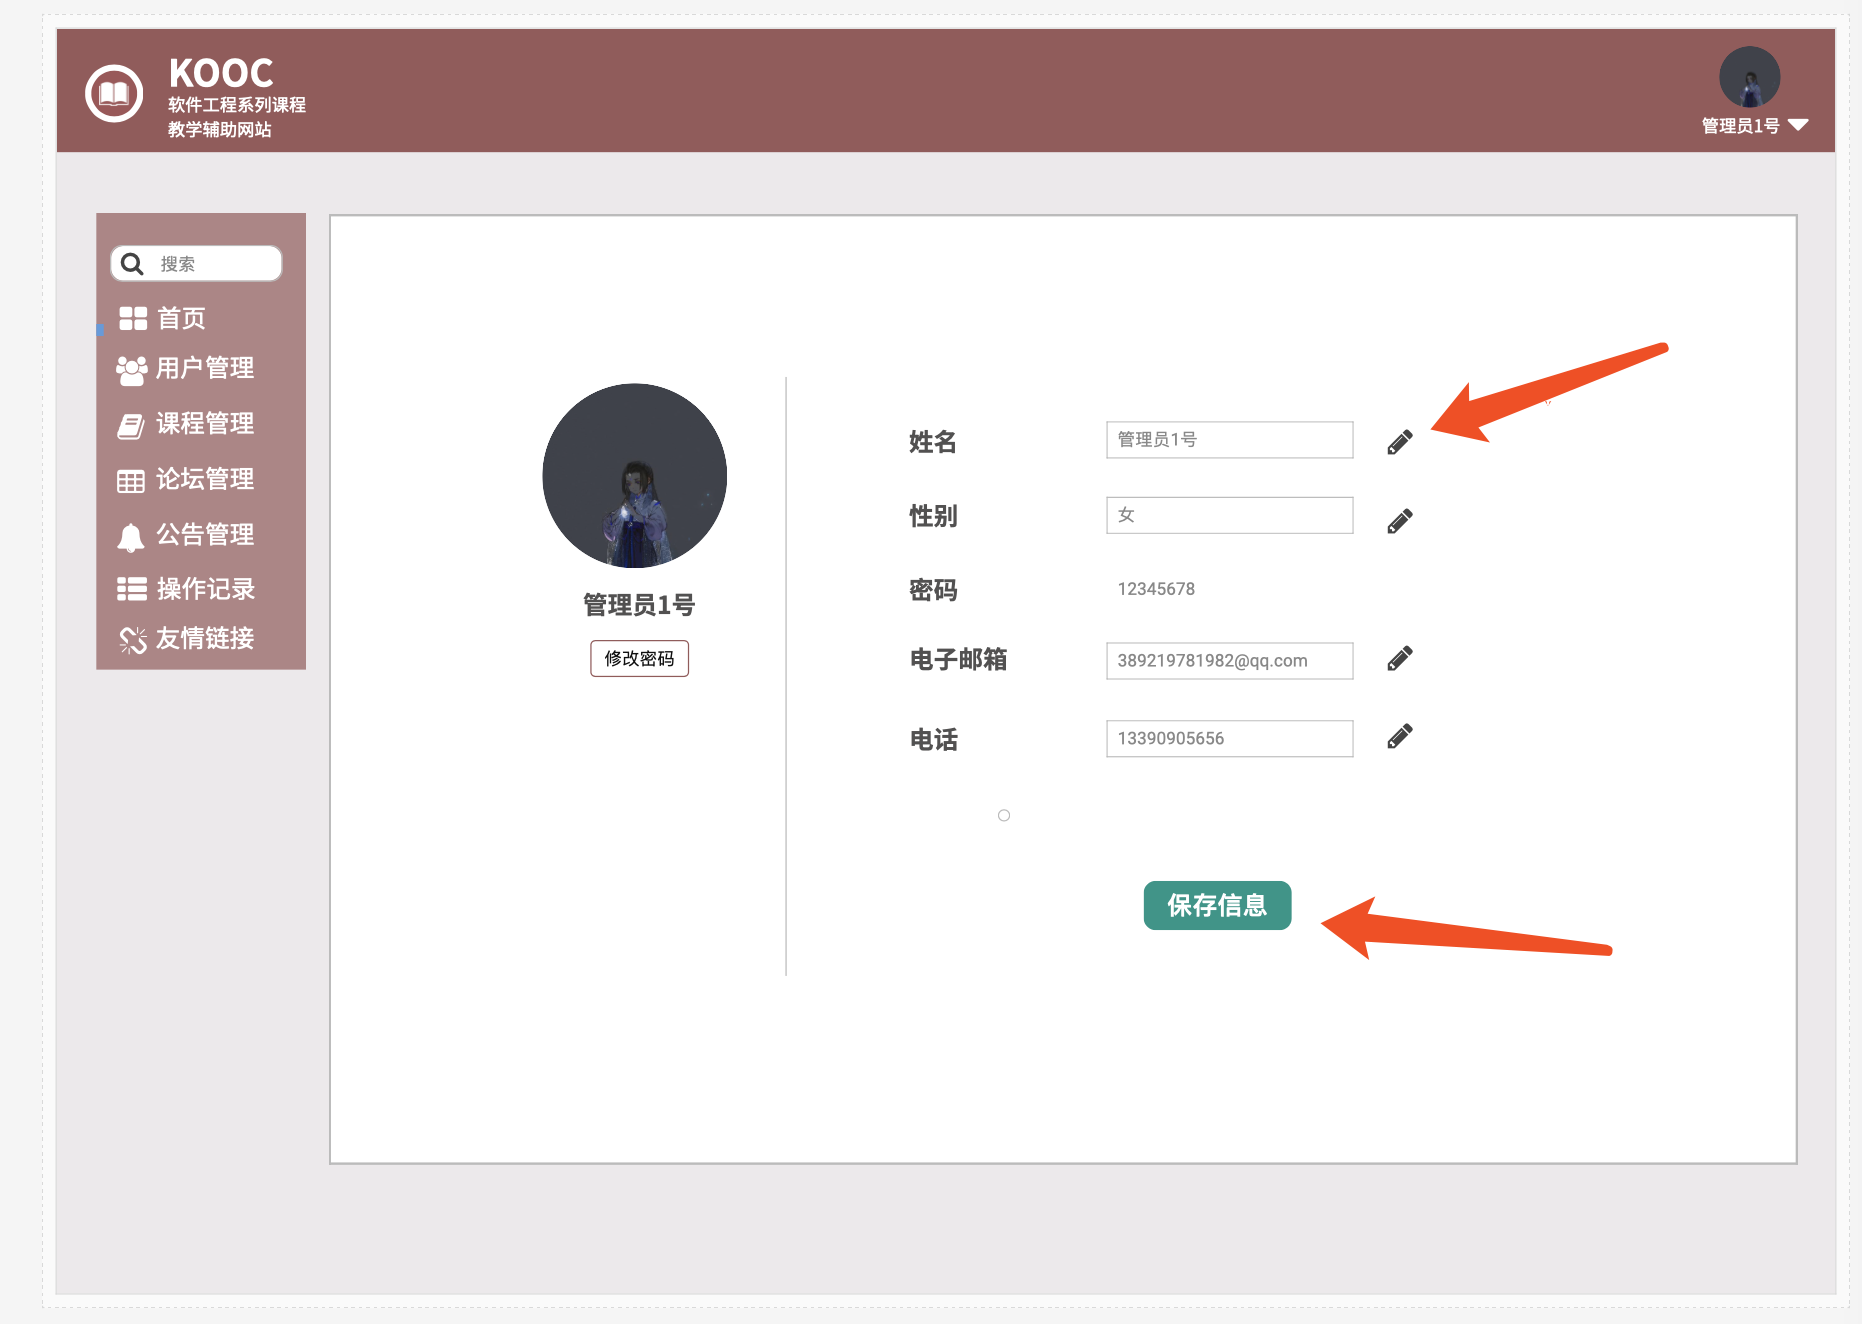 KOOC
软件工程系列课程
教学辅助网站
管理员1号
搜索
首页
用户管理
课程管理
论坛管理
公告管理
操作记录
友情链接
管理员1号
修改密码
姓名
管理员1号
性别
女
密码
12345678
电子邮箱
389219781982@qq.com
电话
13390905656
保存信息